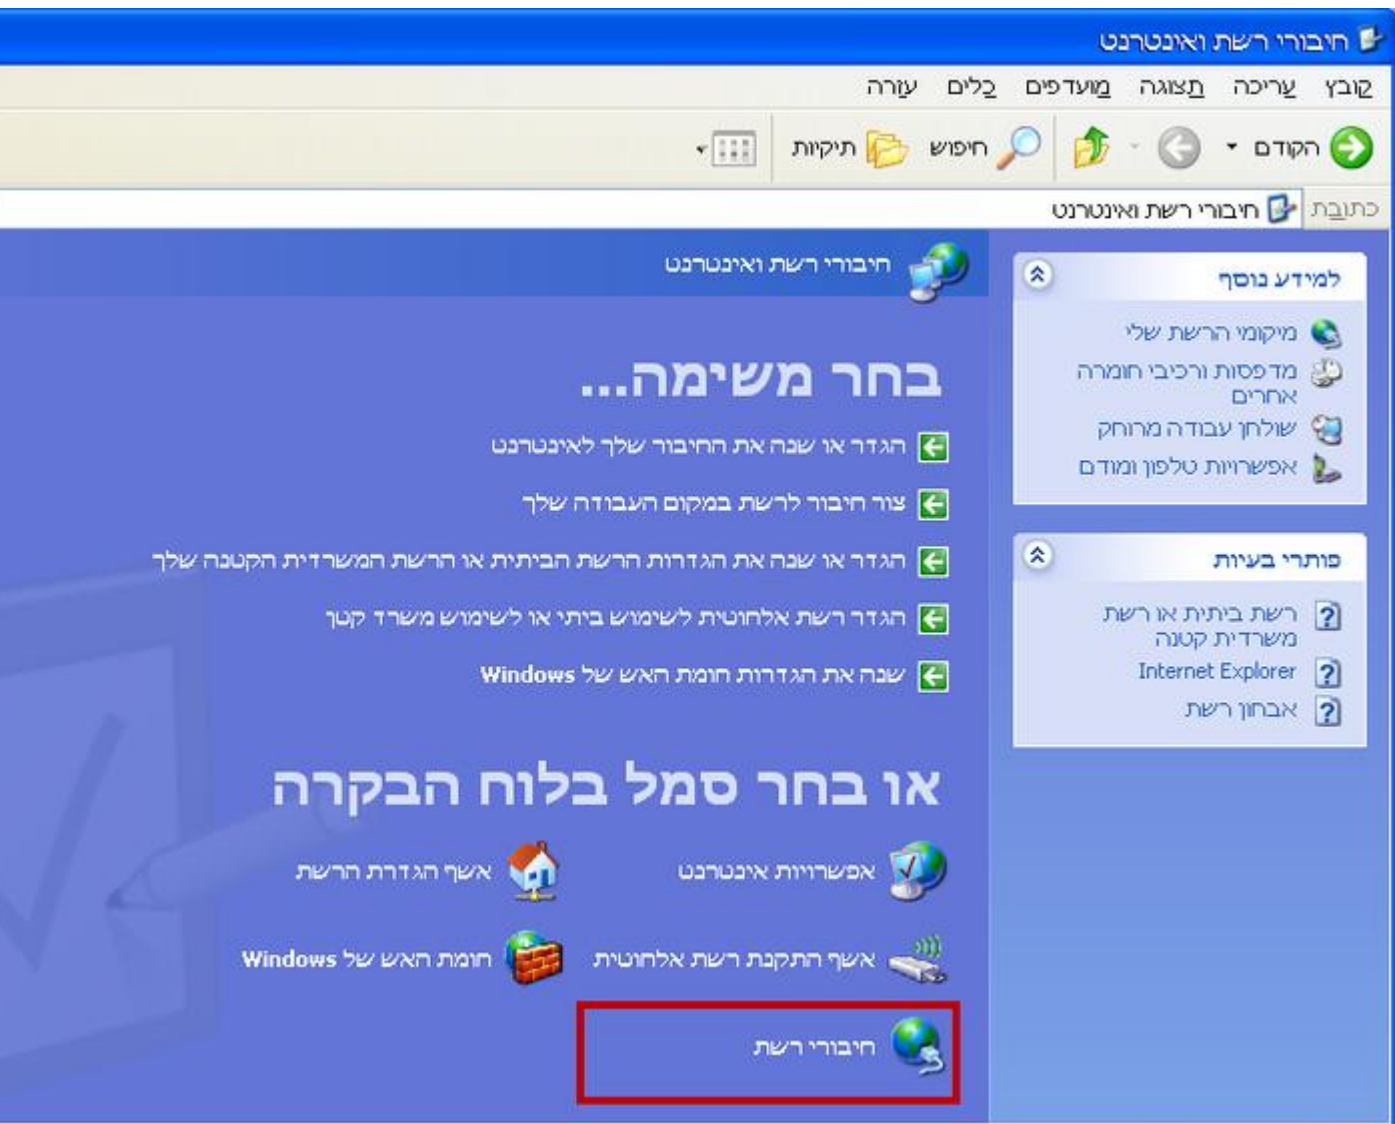 חיבורי רשת ואינטרנט
קובץ עריכה תצוגה מועדפים כלים עזרה
הקודם חיפוש תיקיות
כתובת חיבורי רשת ואינטרנט
למידע נוסף
מיקומי הרשת שלי
מדפסות ורכיבי חומרה
אחרים
שולחן עבודה מרוחק
אפשרויות טלפון ומודם
פותרי בעיות
רשת ביתית או רשת
משרדית קטנה
Internet Explorer
אבחון רשת
חיבורי רשת ואינטרנט
בחר משימה...
הגדר או שנה את החיבור שלך לאינטרנט
צור חיבור לרשת במקום העבודה שלך
הגדר או שנה את הגדרות הרשת הביתית או הרשת המשרדית הקטנה שלך
הגדר רשת אלחוטית לשימוש ביתי או לשימוש משרד קטן
שנה את הגדרות חומת האש של Windows
או בחר סמל בלוח הבקרה
אפשרויות אינטרנט
אשף הגדרת הרשת
אשף התקנת רשת אלחוטית
חומת האש של Windows
חיבורי רשת